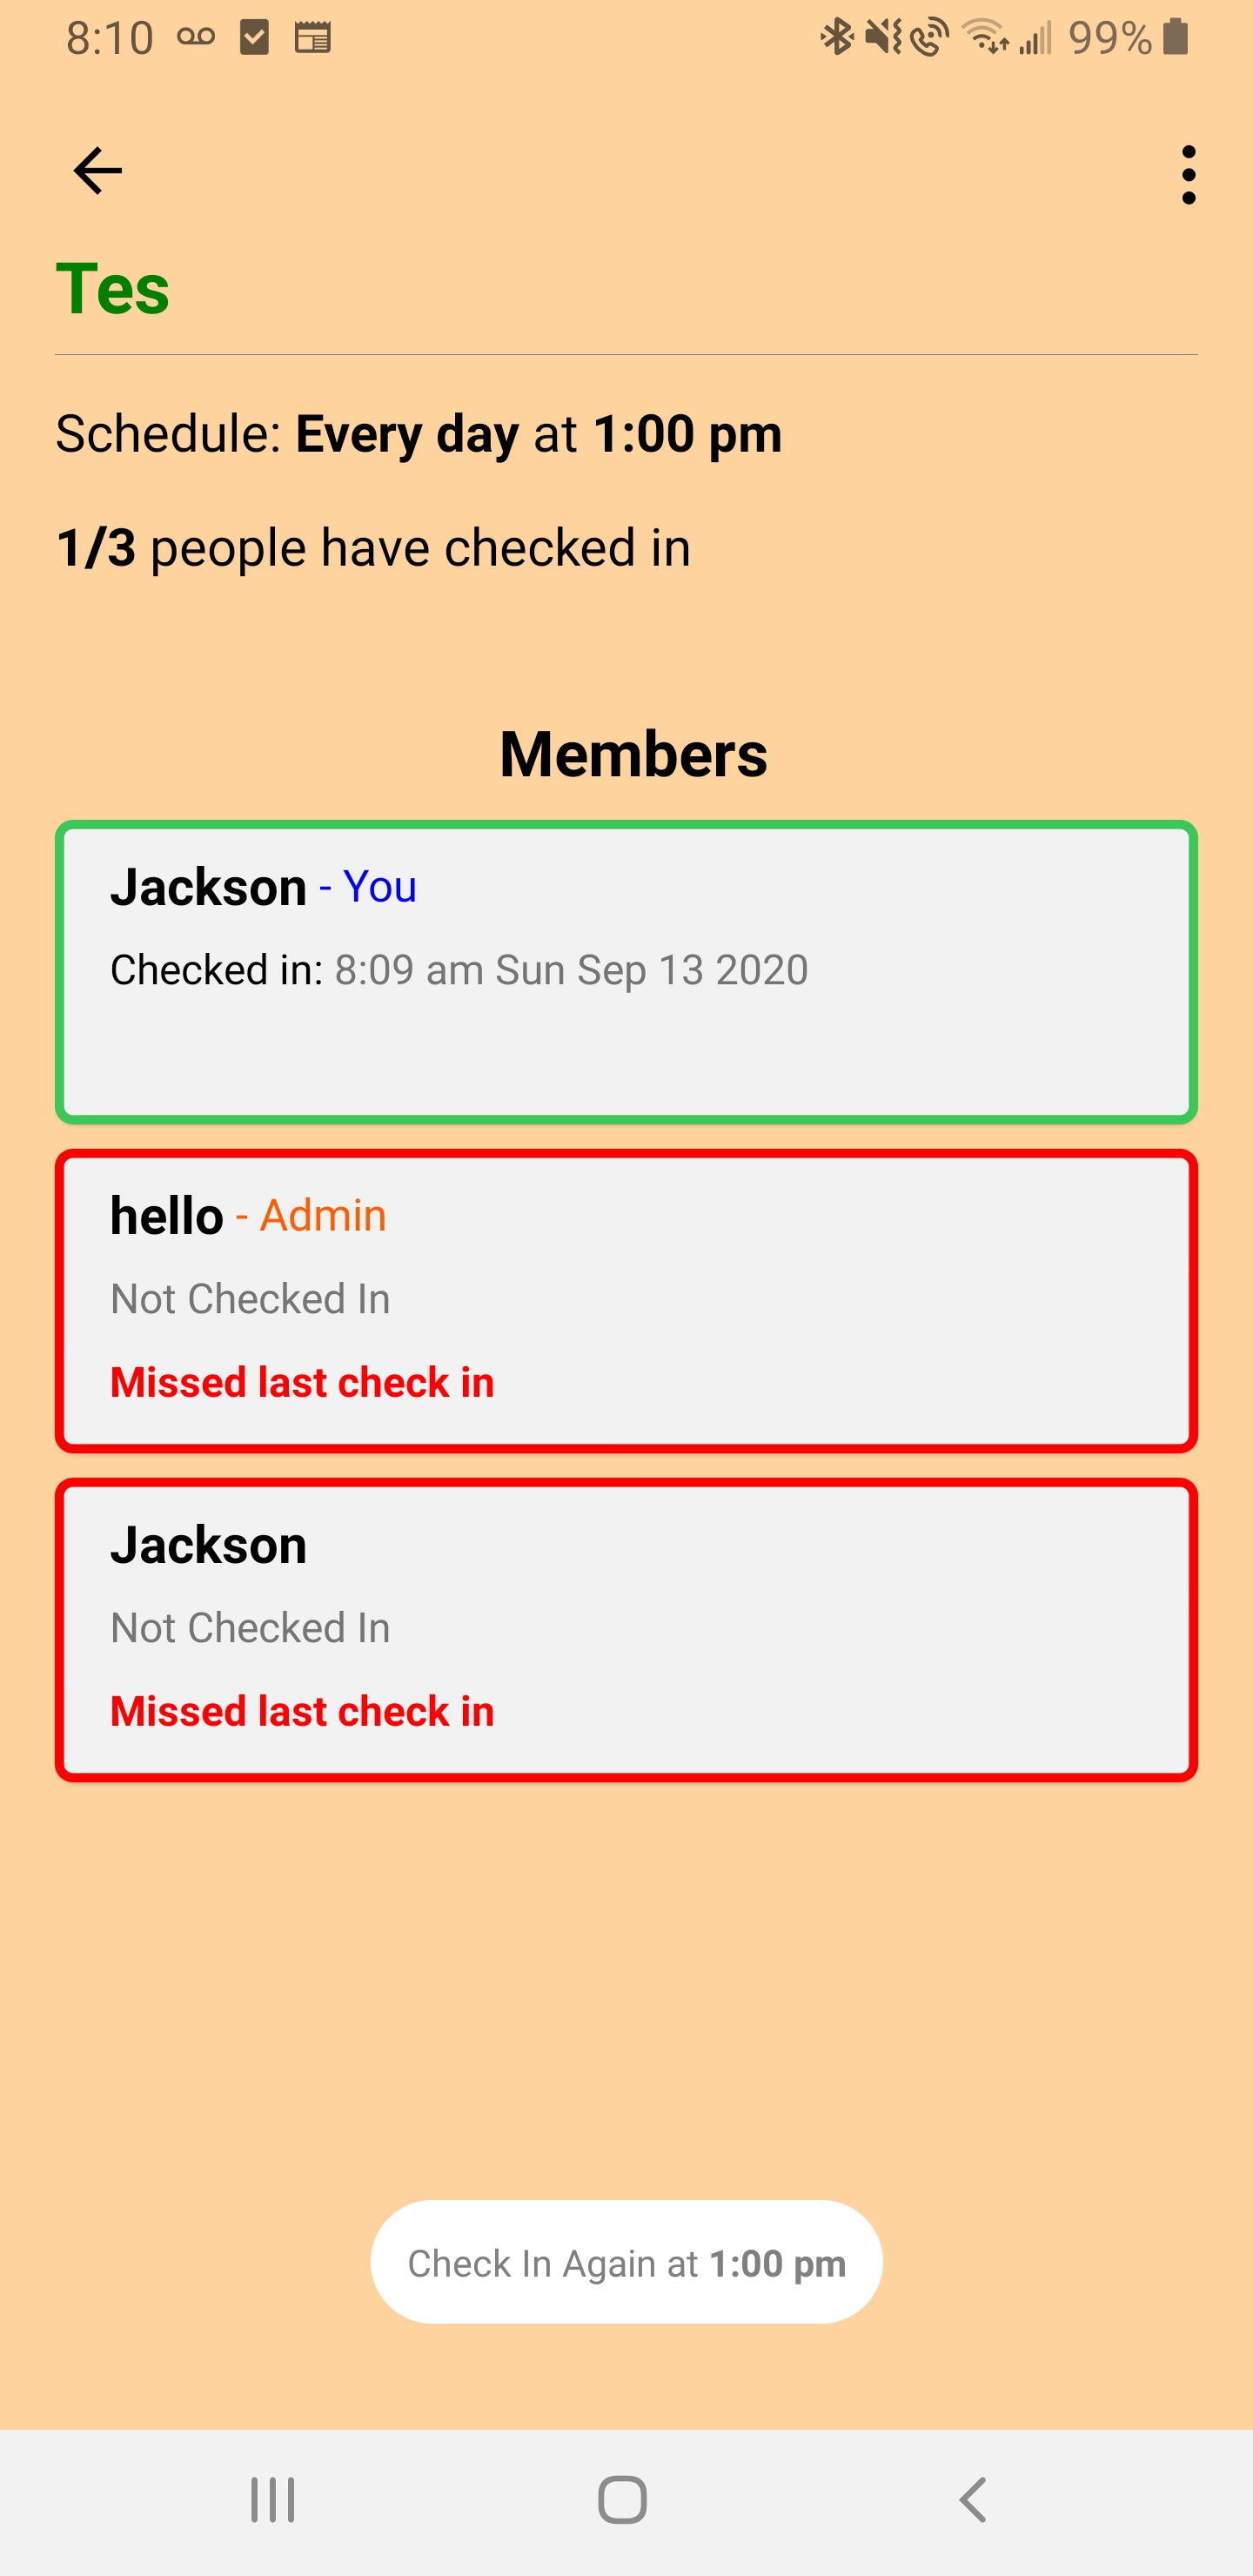 8:10 99%
Tes
Schedule: Every day at 1:00 pm
1/3 people have checked in
Members
Jackson - You
Checked in: 8:09 am Sun Sep 13 2020
hello - Admin
Not Checked In
Missed last check in
Jackson
Not Checked In
Missed last check in
Check In Again at 1:00 pm